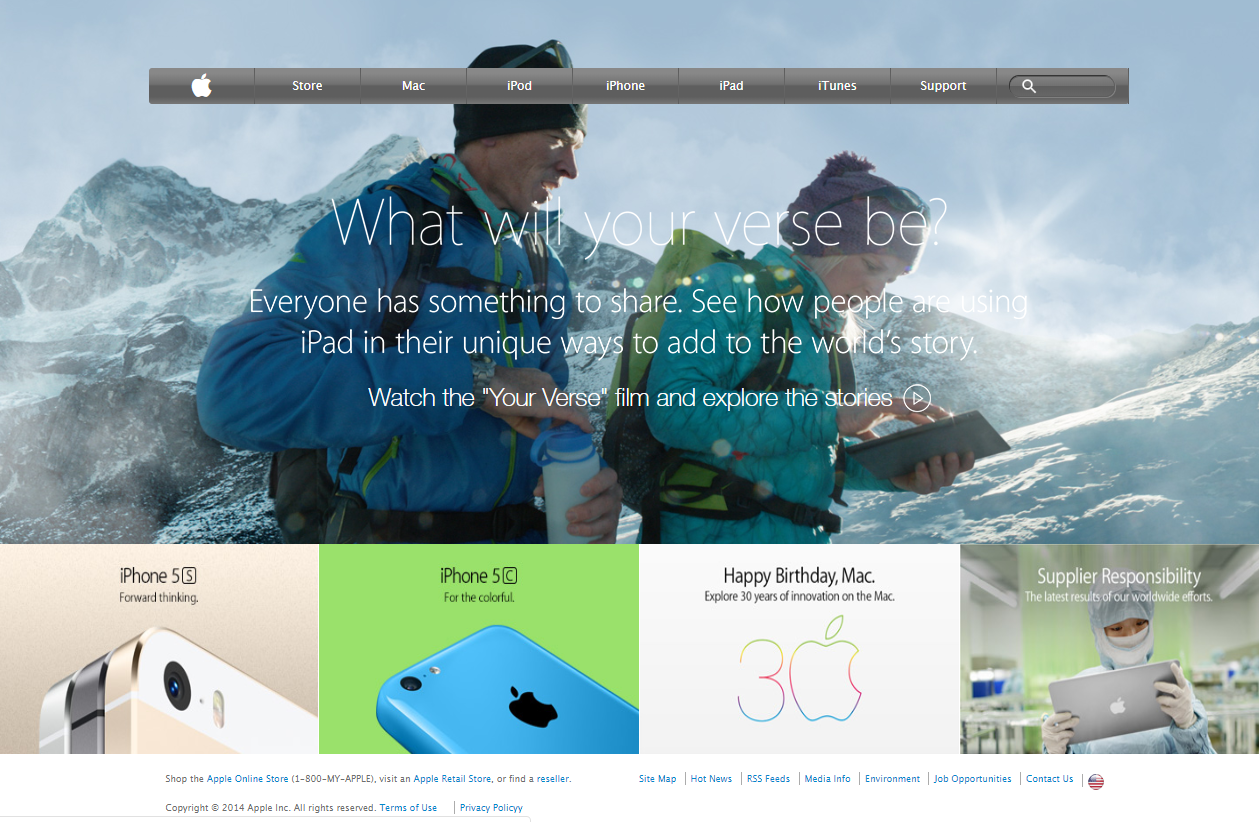 Store Mac iPod iPhone iPad iTunes Support
What will your verse be?
Everyone has something to share. See how people are using
iPad in their unique ways to add to the world's story.
Watch the "Your Verse" film and explore the stories
iPhone 5S
Forward thinking.
iPhone 5C
For the colorful.
Happy Birthday, Mac.
Explore 30 years of innovation on the Mac.
30
Supplier Responsibility
The latest results of our worldwide efforts.
Shop the Apple Online Store (1-800-MY-APPLE), visit an Apple Retail Store, or find a reseller.
Site Map Hot News RSS Feeds Media Info Environment Job Opportunities Contact Us
Copyright © 2014 Apple Inc. All rights reserved. Terms of Use Privacy Policyy